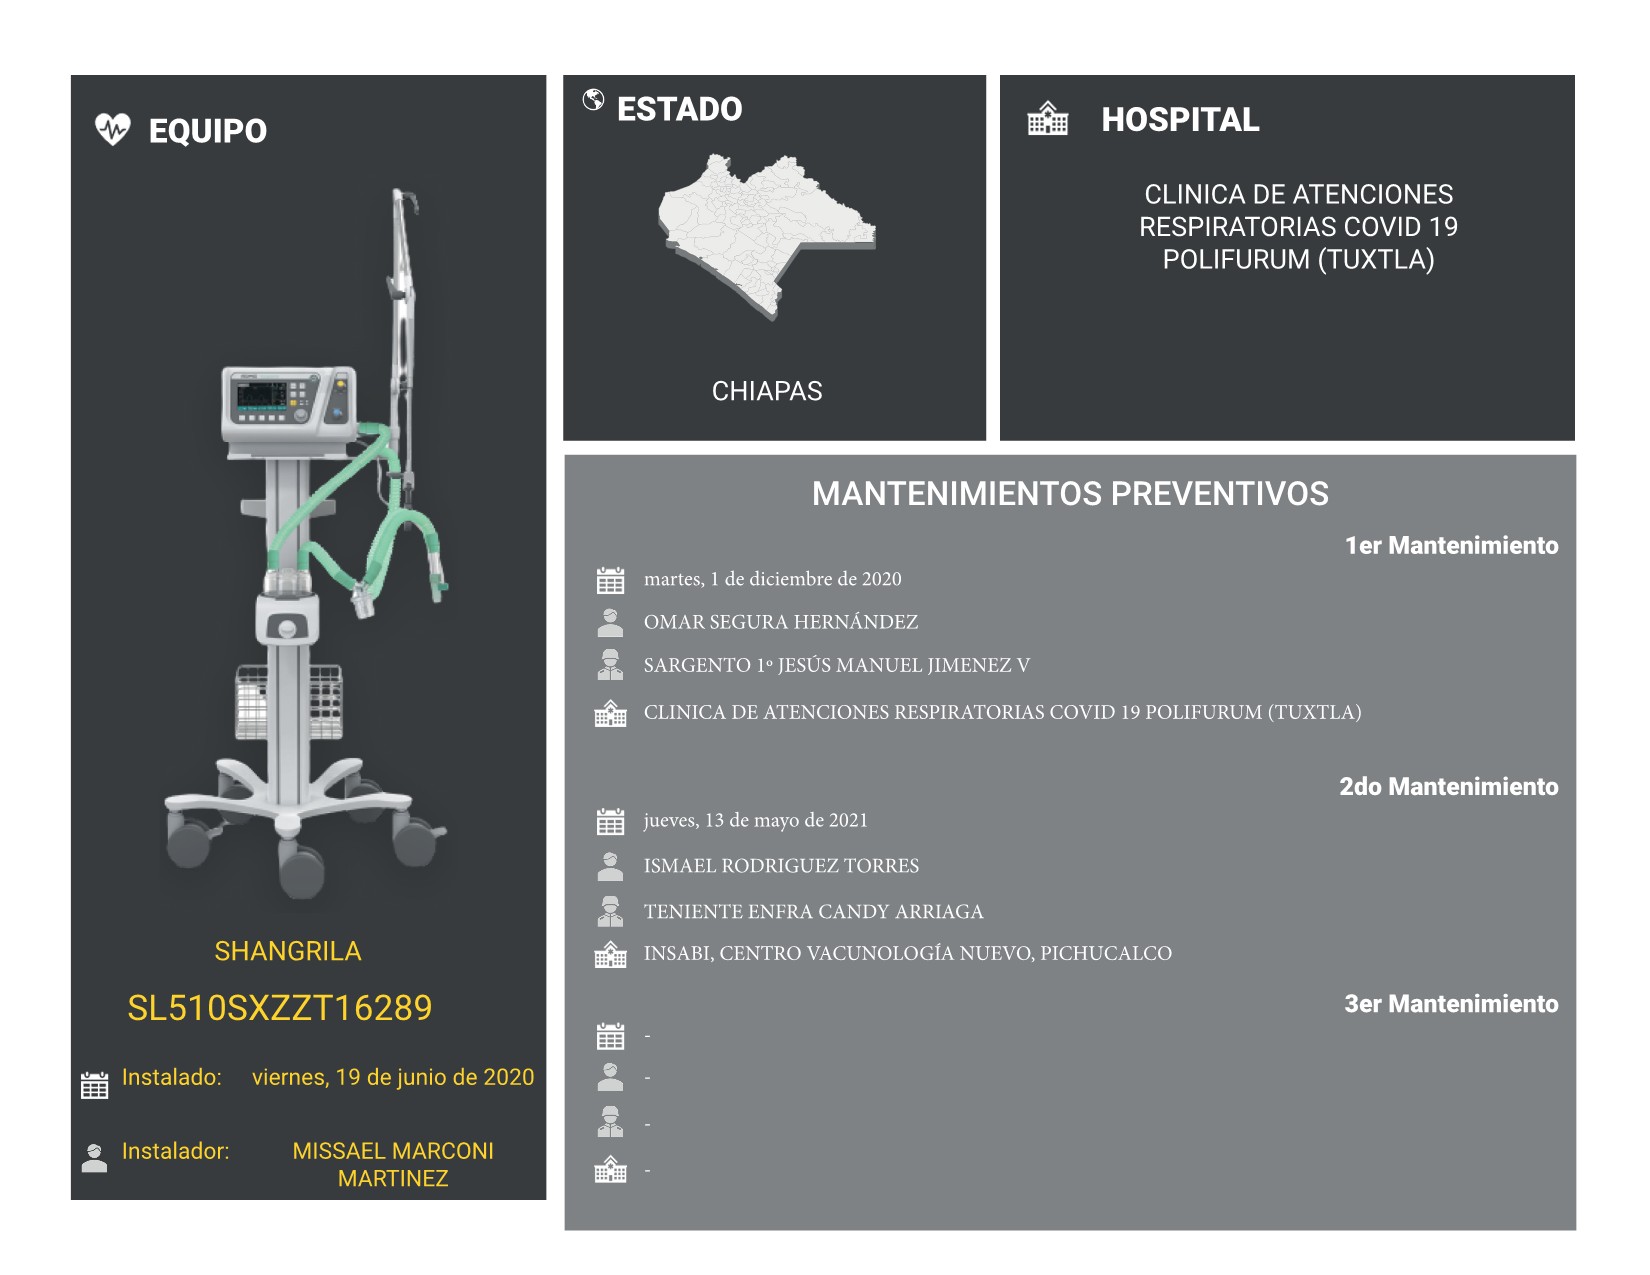 EQUIPO
SHANGRILA
SL510SXZZT16289
Instalado: viernes, 19 de junio de 2020
Instalador: MISSAEL MARCONI
MARTINEZ
ESTADO
CHIAPAS
HOSPITAL
CLINICA DE ATENCIONES
RESPIRATORIAS COVID 19
POLIFURUM (TUXTLA)
MANTENIMIENTOS PREVENTIVOS
1er Mantenimiento
martes, 1 de diciembre de 2020
OMAR SEGURA HERNÁNDEZ
SARGENTO 1º JESÚS MANUEL JIMENEZ V
CLINICA DE ATENCIONES RESPIRATORIAS COVID 19 POLIFURUM (TUXTLA)
2do Mantenimiento
jueves, 13 de mayo de 2021
ISMAEL RODRIGUEZ TORRES
TENIENTE ENFRA CANDY ARRIAGA
INSABI, CENTRO VACUNOLOGÍA NUEVO, PICHUCALCO
3er Mantenimiento
-
-
-
-